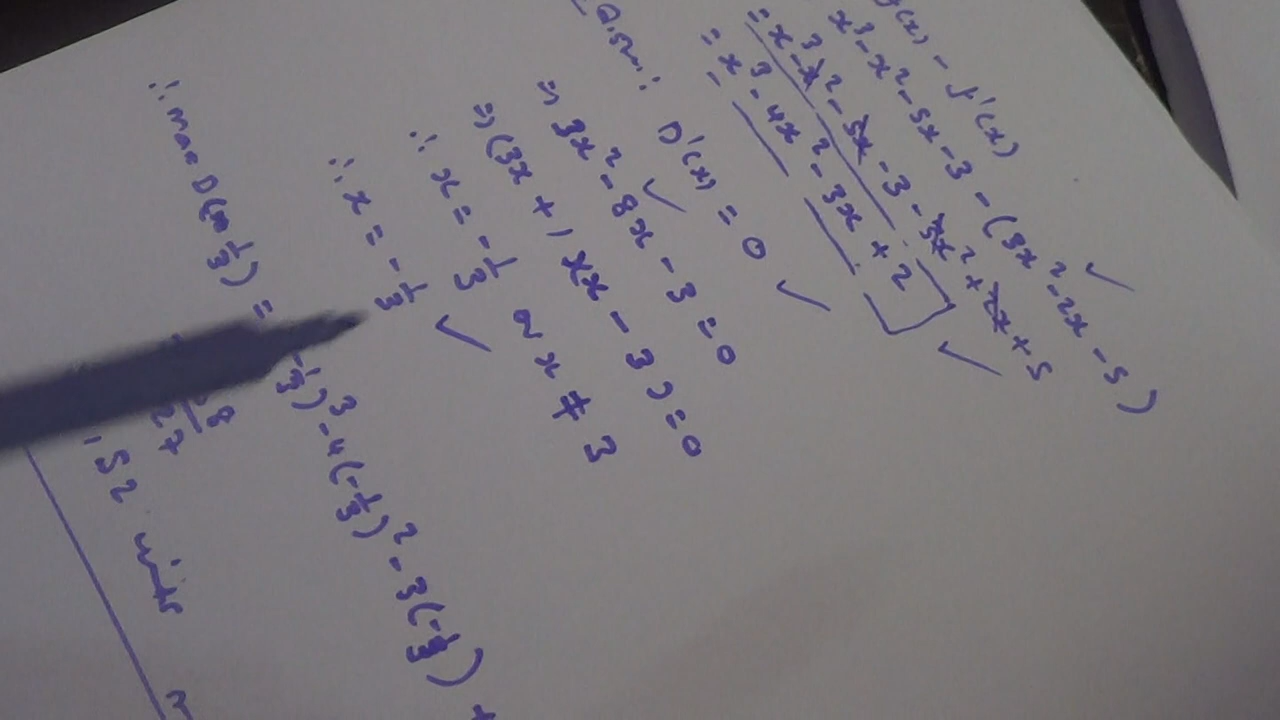 f(x) - f'(x)
x³ - x² - 5x - 3 - (3x² - 2x - 5)
= x³ - x² - 5x - 3 - 3x² + 2x + 5
= x³ - 4x² - 3x + 2
D'(x) = 0
⇒ 3x² - 8x - 3 = 0
⇒ (3x + 1)(x - 3) = 0
∴ x = -1/3 or x ≠ 3
∴ x = -1/3
∴ max D(-1/3) = (-1/3)³ - 4(-1/3)² - 3(-1/3) +
,52 units